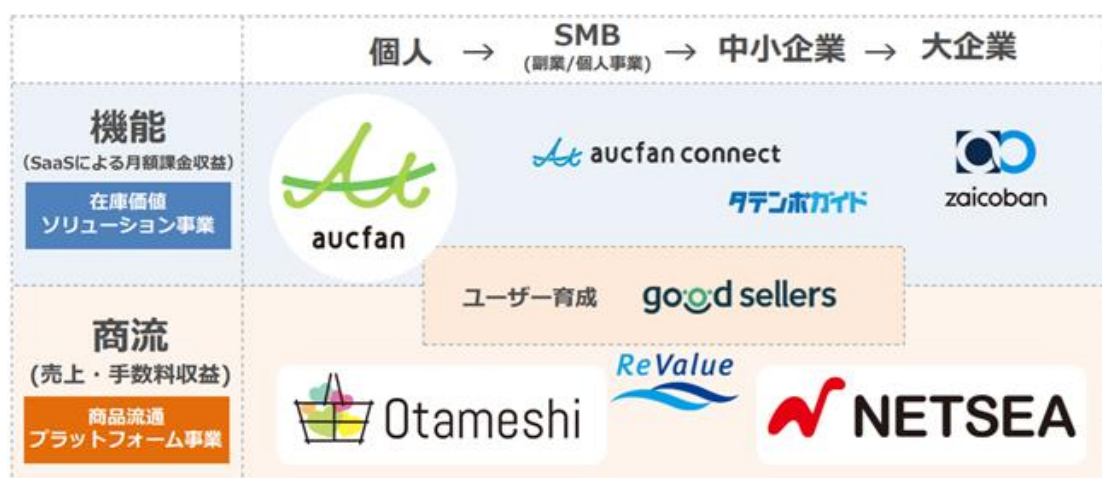 個人 → SMB → 中小企業 → 大企業
(副業/個人事業)
機能
(SaaSによる月額課金収益)
在庫価値
ソリューション事業
aucfan
aucfan connect
タテンポガイド
zaicoban
ユーザー育成 good sellers
商流
(売上・手数料収益)
商品流通
プラットフォーム事業
Otameshi
ReValue
NETSEA